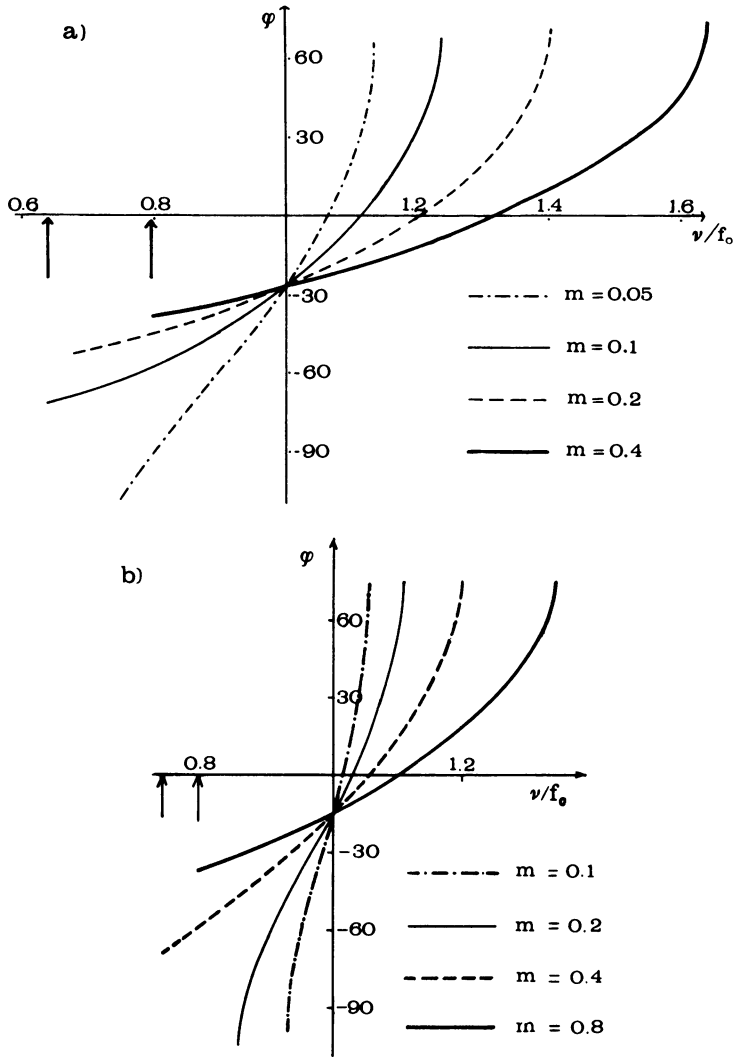 a)
φ
60
30
0.6 0.8 1.2 1.4 1.6
ν/f₀
-30
m = 0.05
-60
m = 0.1
m = 0.2
-90
m = 0.4
b)
φ
60
30
0.8 1.2
ν/f₀
-30
m = 0.1
m = 0.2
-60
m = 0.4
-90
m = 0.8